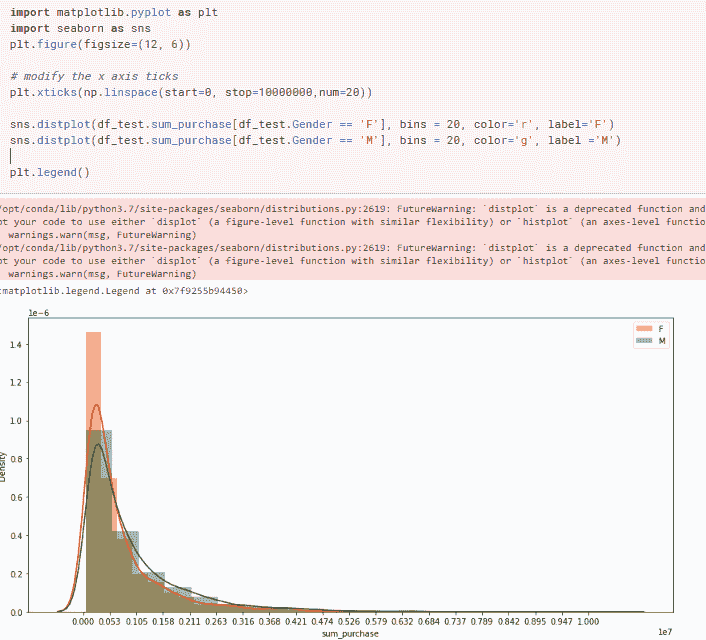 import matplotlib.pyplot as plt
import seaborn as sns
plt.figure(figsize=(12, 6))
# modify the x axis ticks
plt.xticks(np.linspace(start=0, stop=10000000,num=20))
sns.distplot(df_test.sum_purchase[df_test.Gender == 'F'], bins = 20, color='r', label='F')
sns.distplot(df_test.sum_purchase[df_test.Gender == 'M'], bins = 20, color='g', label ='M')
plt.legend()
/opt/conda/lib/python3.7/site-packages/seaborn/distributions.py:2619: FutureWarning: `distplot` is a deprecated function and
pt your code to use either `displot` (a figure-level function with similar flexibility) or `histplot` (an axes-level functio
warnings.warn(msg, FutureWarning)
/opt/conda/lib/python3.7/site-packages/seaborn/distributions.py:2619: FutureWarning: `distplot` is a deprecated function and
pt your code to use either `displot` (a figure-level function with similar flexibility) or `histplot` (an axes-level functio
warnings.warn(msg, FutureWarning)
<matplotlib.legend.Legend at 0x7f9255b94450>
1e-6
F
M
1.4
1.2
1.0
0.8
0.6
0.4
0.2
0.0
Density
0.000 0.053 0.105 0.158 0.211 0.263 0.316 0.368 0.421 0.474 0.526 0.579 0.632 0.684 0.737 0.789 0.842 0.895 0.947 1.000
sum_purchase
1e7